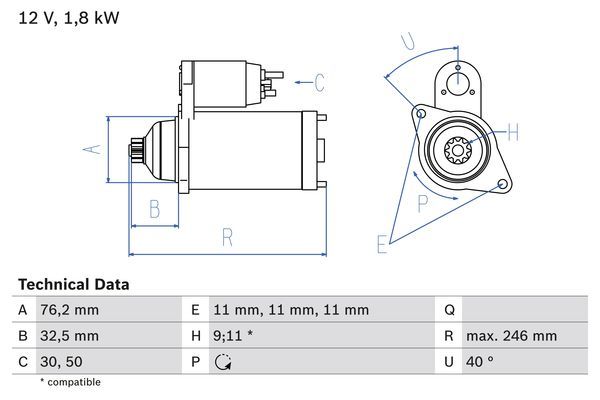 12 V, 1,8 kW
U
C
A
H
B
P
R
E
Technical Data
A 76,2 mm E 11 mm, 11 mm, 11 mm Q
B 32,5 mm H 9;11 * R max. 246 mm
C 30, 50 P U 40 °
* compatible